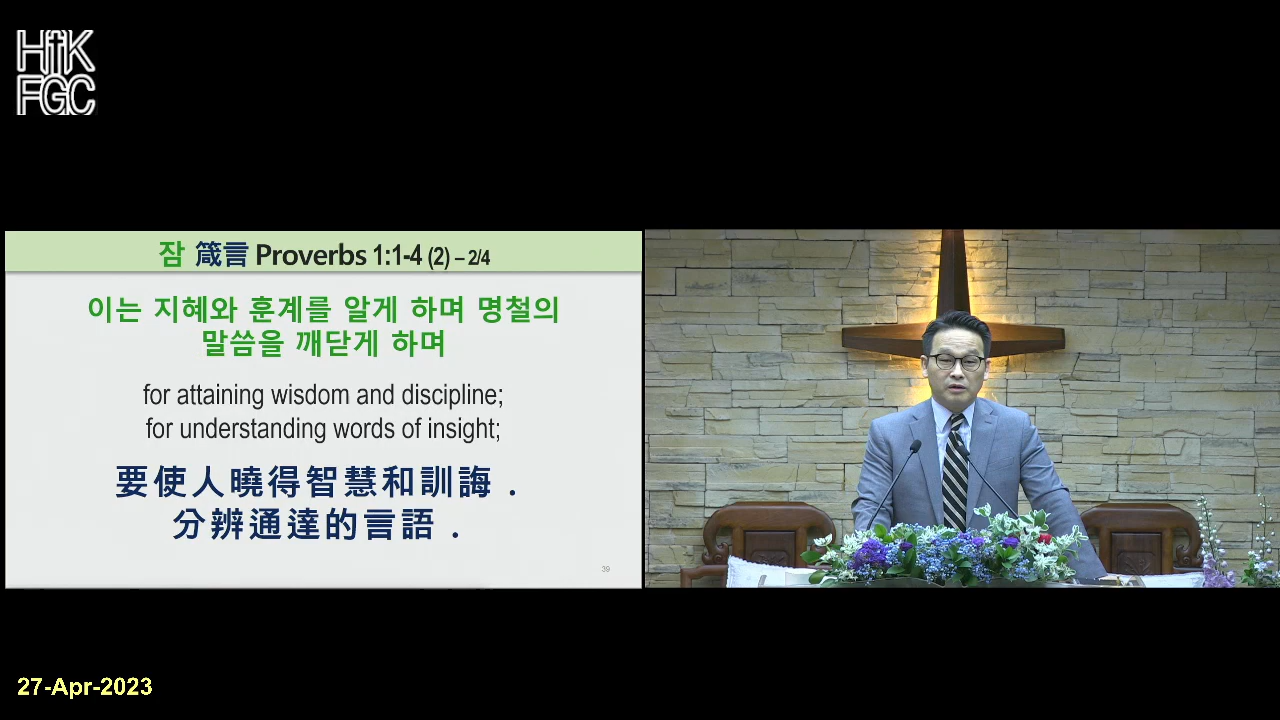 HfK
FGC
잠 箴言 Proverbs 1:1-4 (2) – 2/4
이는 지혜와 훈계를 알게 하며 명철의
말씀을 깨닫게 하며
for attaining wisdom and discipline;
for understanding words of insight;
要使人曉得智慧和訓誨．
分辨通達的言語．
39
27-Apr-2023